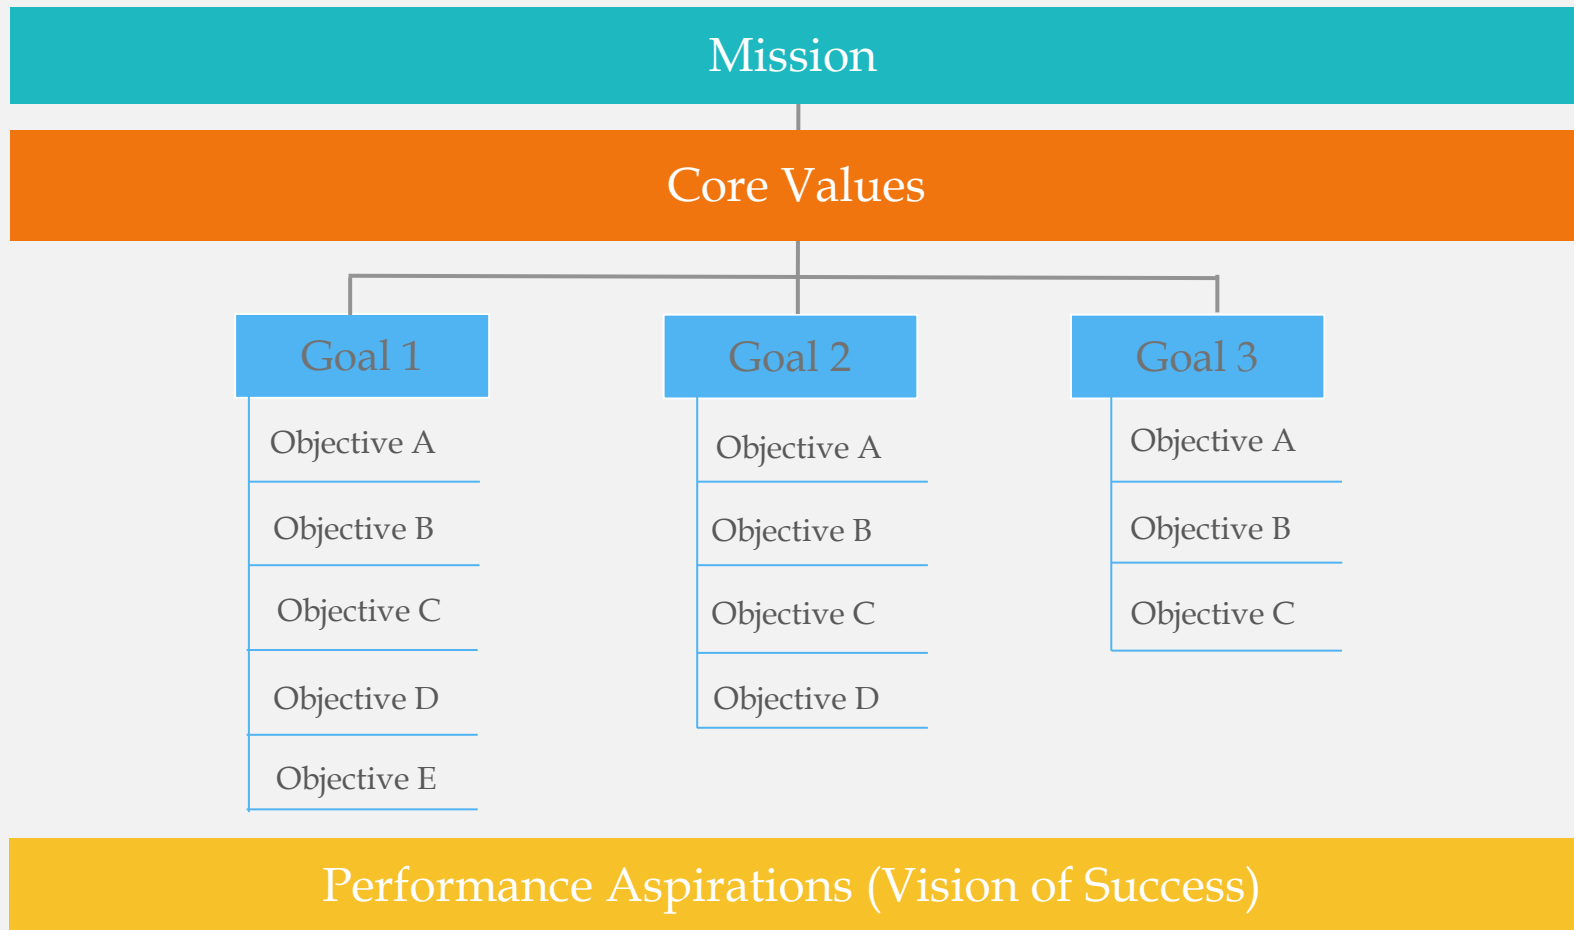 Mission
Core Values
Goal 1
Objective A
Objective B
Objective C
Objective D
Objective E
Goal 2
Objective A
Objective B
Objective C
Objective D
Goal 3
Objective A
Objective B
Objective C
Performance Aspirations (Vision of Success)